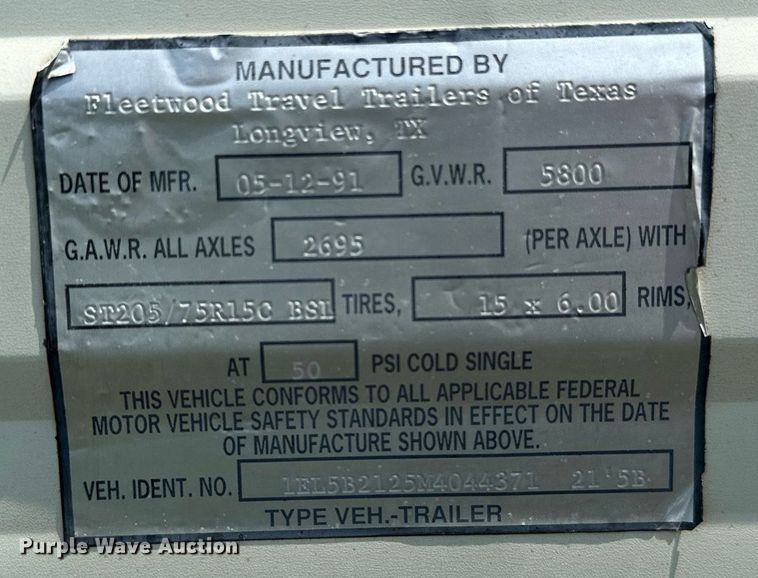 MANUFACTURED BY
Fleetwood Travel Trailers of Texas
Longview, TX
DATE OF MFR. 05-12-91 G.V.W.R. 5800
G.A.W.R. ALL AXLES 2695 (PER AXLE) WITH
ST205/75R15C BSL TIRES, 15 x 6.00 RIMS,
AT 50 PSI COLD SINGLE
THIS VEHICLE CONFORMS TO ALL APPLICABLE FEDERAL
MOTOR VEHICLE SAFETY STANDARDS IN EFFECT ON THE DATE
OF MANUFACTURE SHOWN ABOVE.
VEH. IDENT. NO. 1EL5B2125M4044371 21'5B
TYPE VEH.-TRAILER
Purple Wave Auction